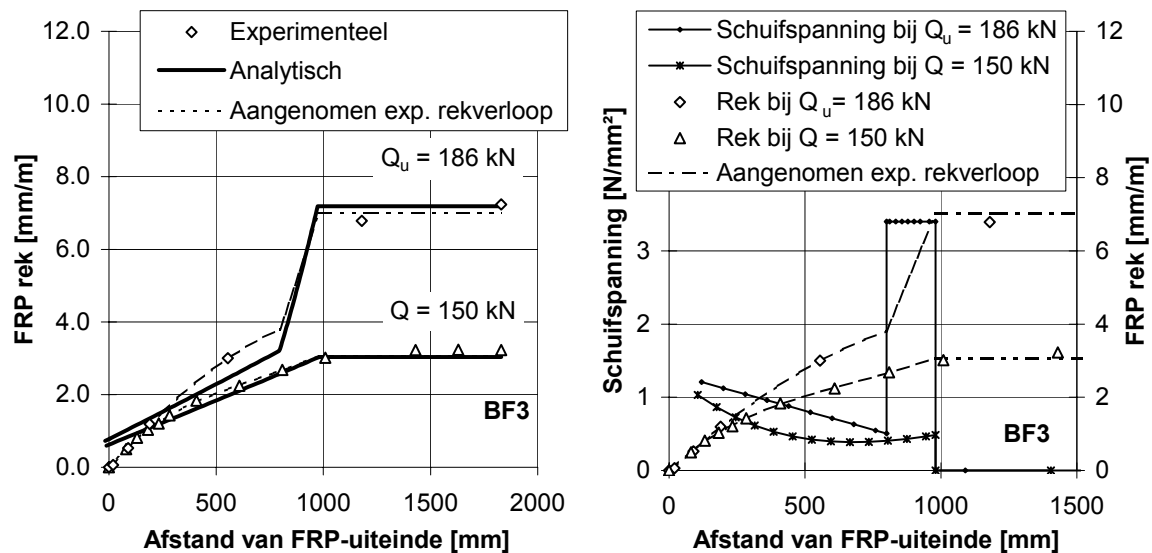 12.0
10.0
8.0
6.0
4.0
2.0
0.0
FRP rek [mm/m]
Experimenteel
Analytisch
Aangenomen exp. rekverloop
Qu = 186 kN
Q = 150 kN
BF3
0
500
1000
1500
2000
Afstand van FRP-uiteinde [mm]
Schuifspanning bij Qu = 186 kN
Schuifspanning bij Q = 150 kN
Rek bij Qu= 186 kN
Rek bij Q = 150 kN
Aangenomen exp. rekverloop
3
2
1
0
Schuifspanning [N/mm²]
12
10
8
6
4
2
0
FRP rek [mm/m]
BF3
0
500
1000
1500
Afstand van FRP-uiteinde [mm]